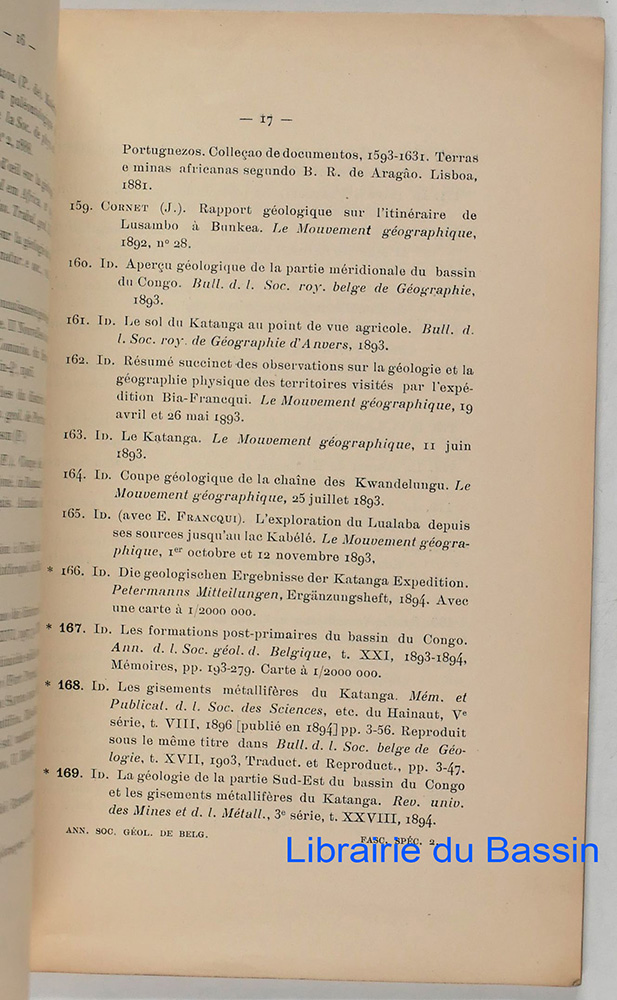 — 16 —
— 17 —
Portugnezos. Colleçao de documentos, 1593-1631. Terras
e minas africanas segundo B. R. de Aragâo. Lisboa,
1881.
159. CORNET (J.). Rapport géologique sur l'itinéraire de
Lusambo à Bunkea. Le Mouvement géographique,
1892, n° 28.
160. ID. Aperçu géologique de la partie méridionale du bassin
du Congo. Bull. d. l. Soc. roy. belge de Géographie,
1893.
161. ID. Le sol du Katanga au point de vue agricole. Bull. d.
l. Soc. roy. de Géographie d'Anvers, 1893.
162. ID. Résumé succinct des observations sur la géologie et la
géographie physique des territoires visités par l'expé-
dition Bia-Francqui. Le Mouvement géographique, 19
avril et 26 mai 1893.
163. ID. Le Katanga. Le Mouvement géographique, 11 juin
1893.
164. ID. Coupe géologique de la chaîne des Kwandelungu. Le
Mouvement géographique, 25 juillet 1893.
165. ID. (avec E. FRANCQUI). L'exploration du Lualaba depuis
ses sources jusqu'au lac Kabélé. Le Mouvement géogra-
phique, 1er octobre et 12 novembre 1893,
* 166. ID. Die geologischen Ergebnisse der Katanga Expedition.
Petermanns Mitteilungen, Ergänzungsheft, 1894. Avec
une carte à 1/2000 000.
* 167. ID. Les formations post-primaires du bassin du Congo.
Ann. d. l. Soc. géol. d. Belgique, t. XXI, 1893-1894,
Mémoires, pp. 193-279. Carte à 1/2000 000.
* 168. ID. Les gisements métallifères du Katanga. Mém. et
Publicat. d. l. Soc. des Sciences, etc. du Hainaut, Ve
série, t. VIII, 1896 [publié en 1894] pp. 3-56. Reproduit
sous le même titre dans Bull. d. l. Soc. belge de Géo-
logie, t. XVII, 1903, Traduct. et Reproduct., pp. 3-47.
* 169. ID. La géologie de la partie Sud-Est du bassin du Congo
et les gisements métallifères du Katanga. Rev. univ.
des Mines et d. l. Métall., 3e série, t. XXVIII, 1894.
ANN. SOC. GÉOL. DE BELG. FASC. SPÉC. 2.
Librairie du Bassin